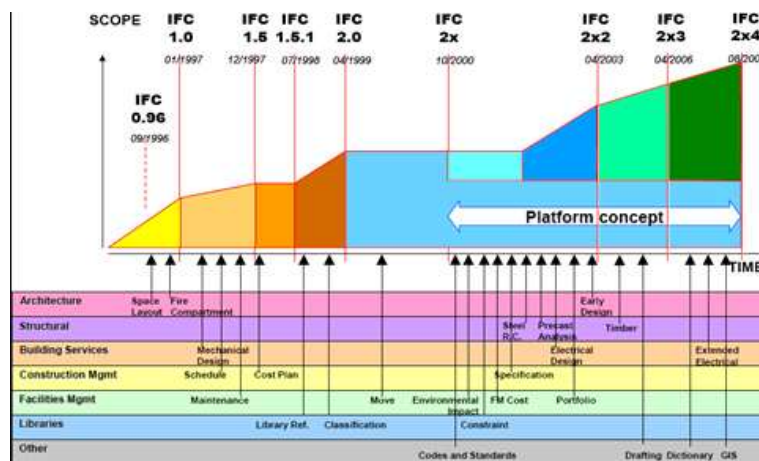 SCOPE
IFC 0.96
09/1996
IFC 1.0
01/1997
IFC 1.5
12/1997
IFC 1.5.1
07/1998
IFC 2.0
04/1999
IFC 2x
10/2000
IFC 2x2
04/2003
IFC 2x3
04/2006
IFC 2x4
Platform concept
TIME
Architecture
Space Layout
Fire Compartment
Early Design
Structural
Steel R.C.
Precast Analysis
Timber
Building Services
Mechanical Design
Electrical Design
Extended Electrical
Construction Mgmt
Schedule
Cost Plan
Specification
Facilities Mgmt
Maintenance
Move
Environmental Impact
FM Cost
Portfolio
Libraries
Library Ref.
Classification
Constraint
Other
Codes and Standards
Drafting
Dictionary
GIS